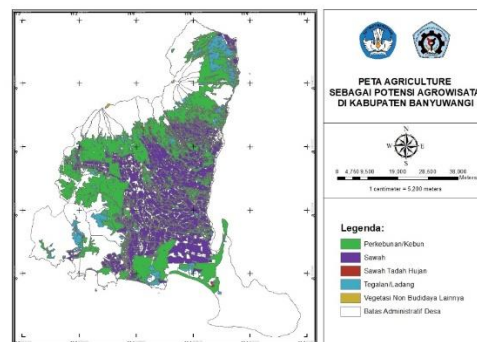 PETA AGRICULTURE
SEBAGAI POTENSI AGROWISATA
DI KABUPATEN BANYUWANGI
N
W E
S
Meters
1 centimeter = 5,200 meters
Legenda:
Perkebunan/Kebun
Sawah
Sawah Tadah Hujan
Tegalan/Ladang
Vegetasi Non Budidaya Lainnya
Batas Administratif Desa